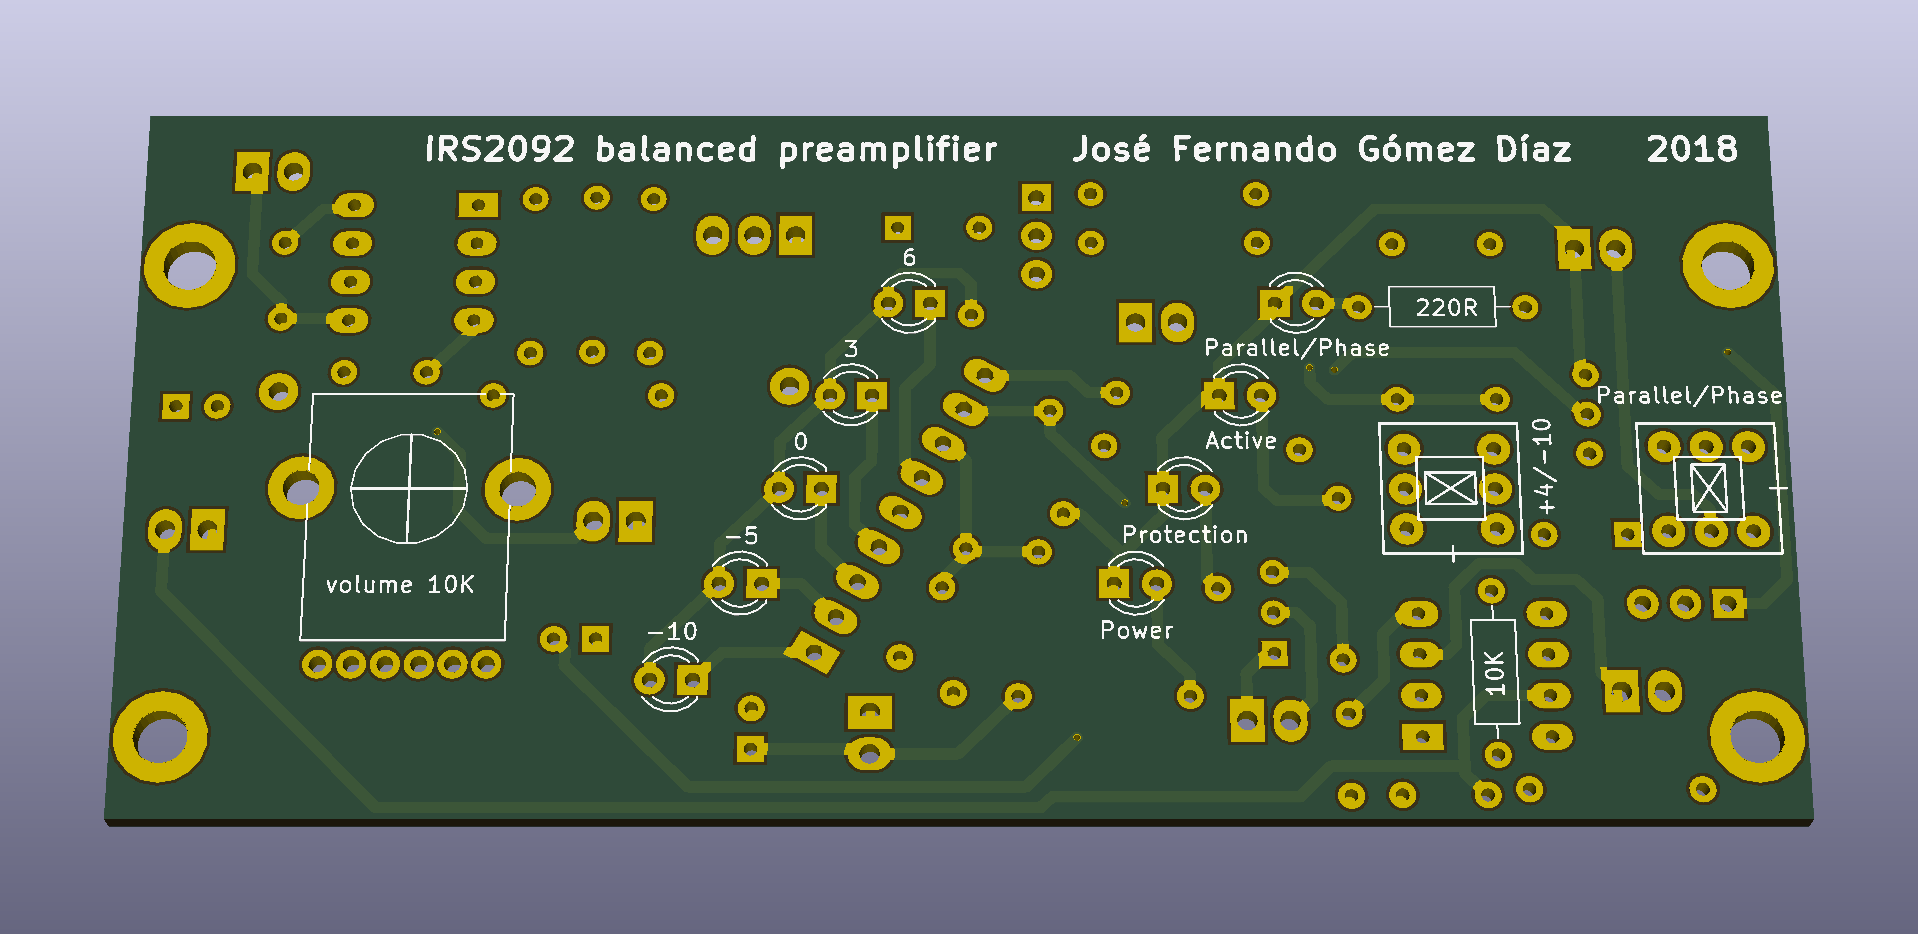 IRS2092 balanced preamplifier José Fernando Gómez Díaz 2018
6
220R
3
Parallel/Phase
Parallel/Phase
0
Active
+4/-10
-5
Protection
volume 10K
-10
Power
10K